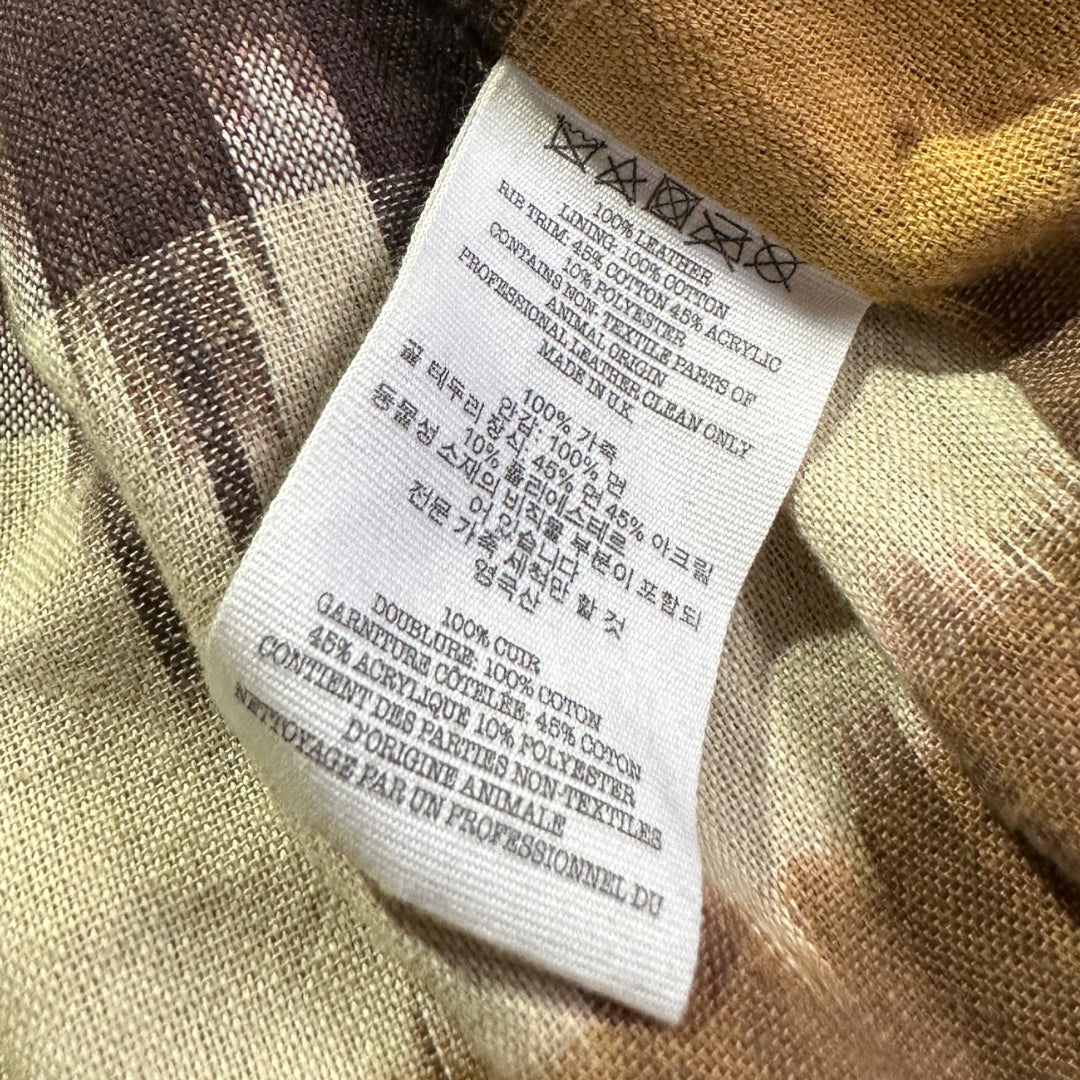 100% LEATHER
LINING: 100% COTTON
RIB TRIM: 45% COTTON 45% ACRYLIC
10% POLYESTER
CONTAINS NON-TEXTILE PARTS OF
ANIMAL ORIGIN
PROFESSIONAL LEATHER CLEAN ONLY
MADE IN U.K
100% 가죽
안감: 100% 면
골 테두리 장식: 45% 면 45% 아크릴
10% 폴리에스테르
동물성 소재의 비직물 부분이 포함되
어 있습니다
전문 가죽 세척만 할 것
영국산
100% CUIR
DOUBLURE: 100% COTON
GARNITURE CÔTELÉE: 45% COTON
45% ACRYLIQUE 10% POLYESTER
CONTIENT DES PARTIES NON-TEXTILES
D'ORIGINE ANIMALE
NETTOYAGE PAR UN PROFESSIONNEL DU